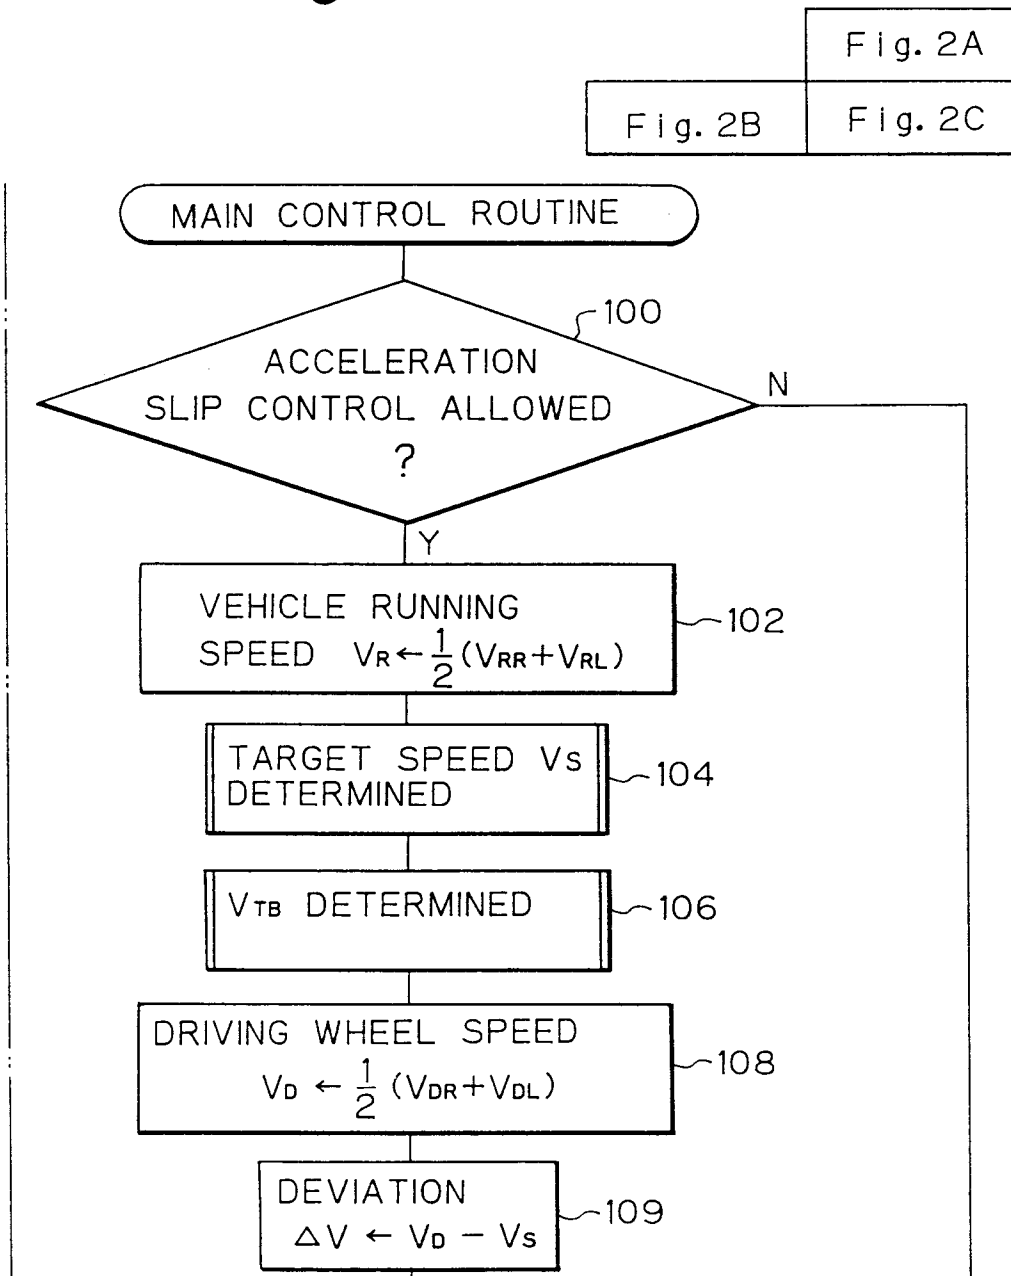 Fig. 2A
Fig. 2B
Fig. 2C
MAIN CONTROL ROUTINE
100
ACCELERATION
SLIP CONTROL ALLOWED
?
N
Y
VEHICLE RUNNING
SPEED VR ← 1/2 (VRR + VRL)
102
TARGET SPEED VS
DETERMINED
104
VTB DETERMINED
106
DRIVING WHEEL SPEED
VD ← 1/2 (VDR + VDL)
108
DEVIATION
△V ← VD − VS
109